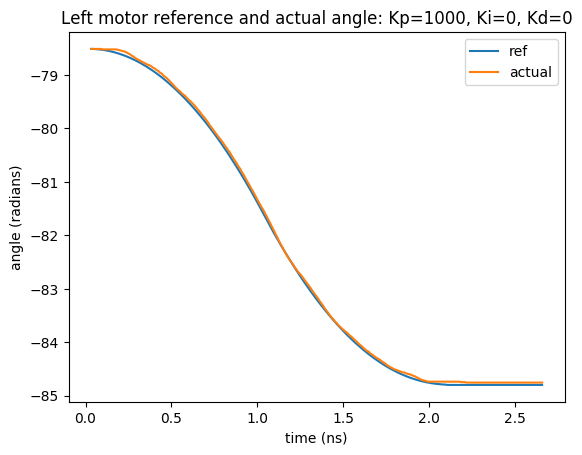 Left motor reference and actual angle: Kp=1000, Ki=0, Kd=0
ref
actual
−79
−80
−81
−82
−83
−84
−85
angle (radians)
0.0
0.5
1.0
1.5
2.0
2.5
time (ns)